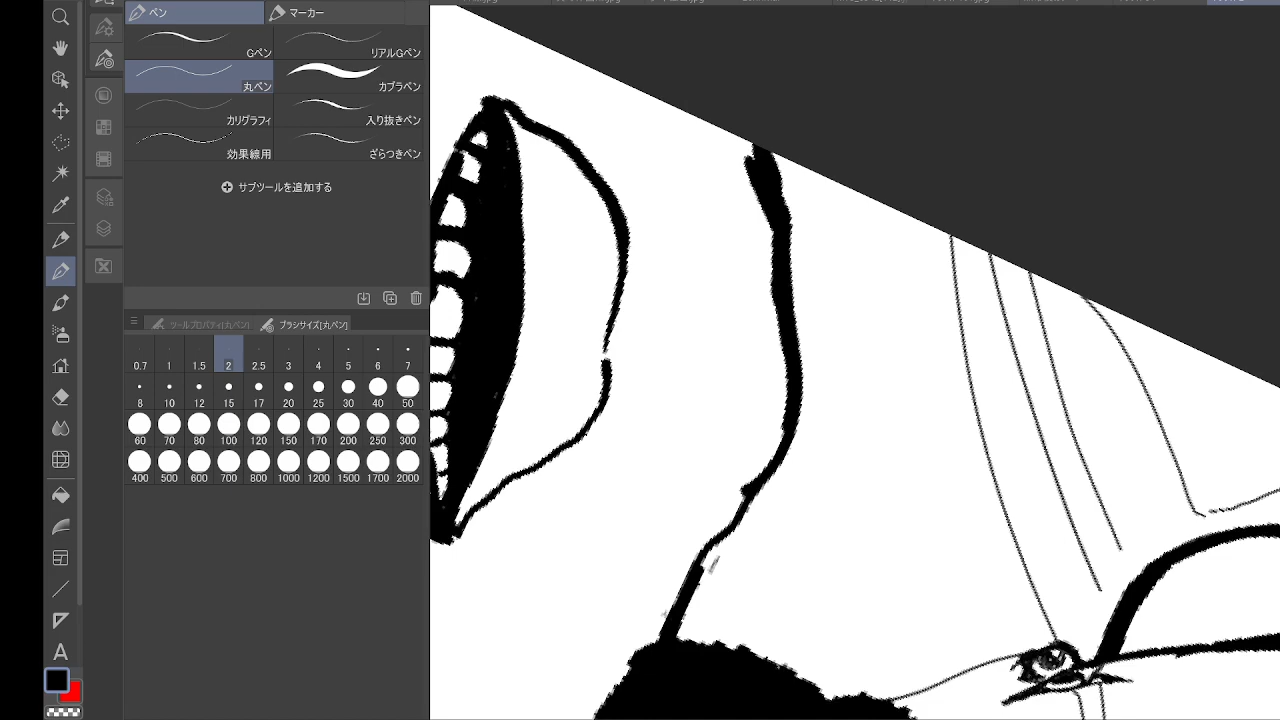 ペン
マーカー
Gペン
リアルGペン
丸ペン
カブラペン
カリグラフィ
入り抜きペン
効果線用
ざらつきペン
サブツールを追加する
ツールプロパティ[丸ペン]
ブラシサイズ[丸ペン]
0.7 1 1.5 2 2.5 3 4 5 6 7
8 10 12 15 17 20 25 30 40 50
60 70 80 100 120 150 170 200 250 300
400 500 600 700 800 1000 1200 1500 1700 2000
A